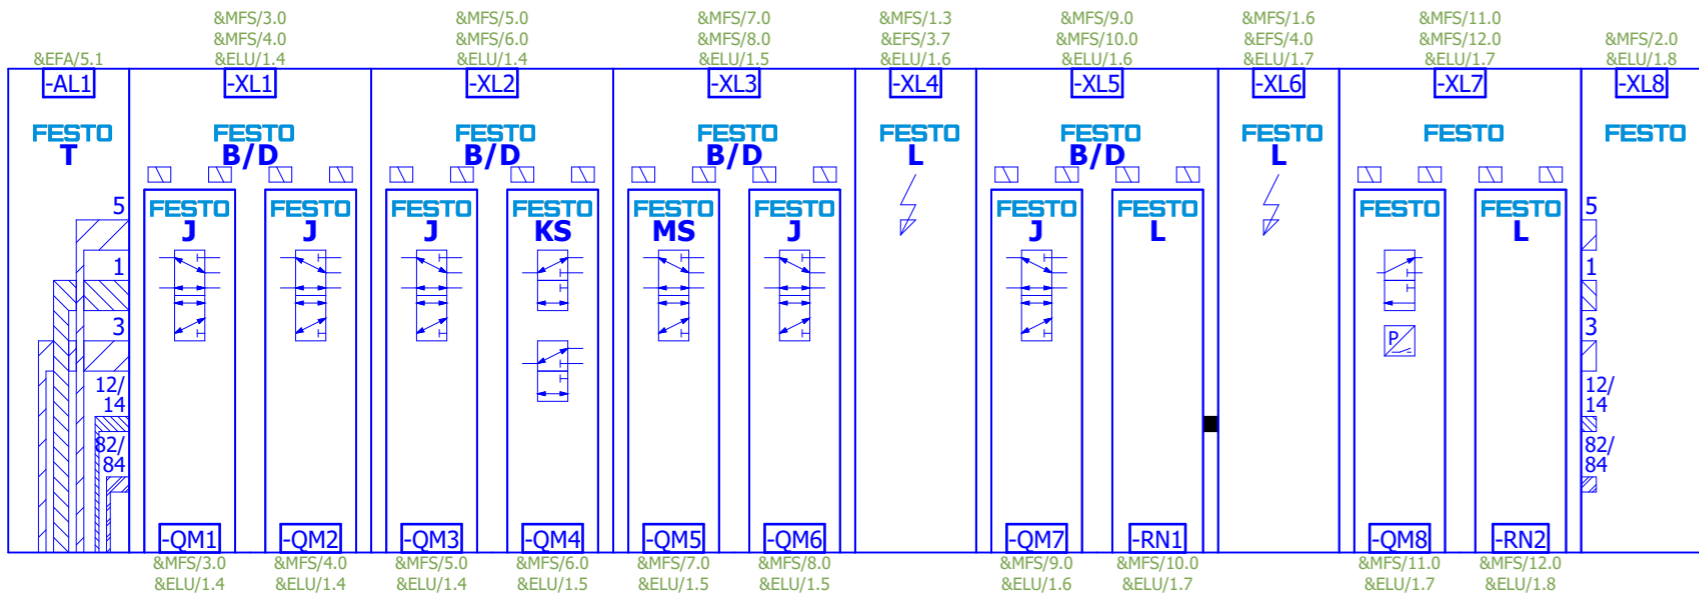 &MFS/3.0 &MFS/5.0 &MFS/7.0 &MFS/1.3 &MFS/9.0 &MFS/1.6 &MFS/11.0
&MFS/4.0 &MFS/6.0 &MFS/8.0 &EFS/3.7 &MFS/10.0 &EFS/4.0 &MFS/12.0 &MFS/2.0
&EFA/5.1 &ELU/1.4 &ELU/1.4 &ELU/1.5 &ELU/1.6 &ELU/1.6 &ELU/1.7 &ELU/1.7 &ELU/1.8
-AL1 -XL1 -XL2 -XL3 -XL4 -XL5 -XL6 -XL7 -XL8
FESTO FESTO FESTO FESTO FESTO FESTO FESTO FESTO FESTO
T B/D B/D B/D L B/D L
5 FESTO FESTO FESTO FESTO FESTO FESTO FESTO FESTO FESTO FESTO 5
J J J KS MS J J L L
1 1
3 3
P
12/ 12/
14 14
82/ 82/
84 84
-QM1 -QM2 -QM3 -QM4 -QM5 -QM6 -QM7 -RN1 -QM8 -RN2
&MFS/3.0 &MFS/4.0 &MFS/5.0 &MFS/6.0 &MFS/7.0 &MFS/8.0 &MFS/9.0 &MFS/10.0 &MFS/11.0 &MFS/12.0
&ELU/1.4 &ELU/1.4 &ELU/1.4 &ELU/1.5 &ELU/1.5 &ELU/1.5 &ELU/1.6 &ELU/1.7 &ELU/1.7 &ELU/1.8